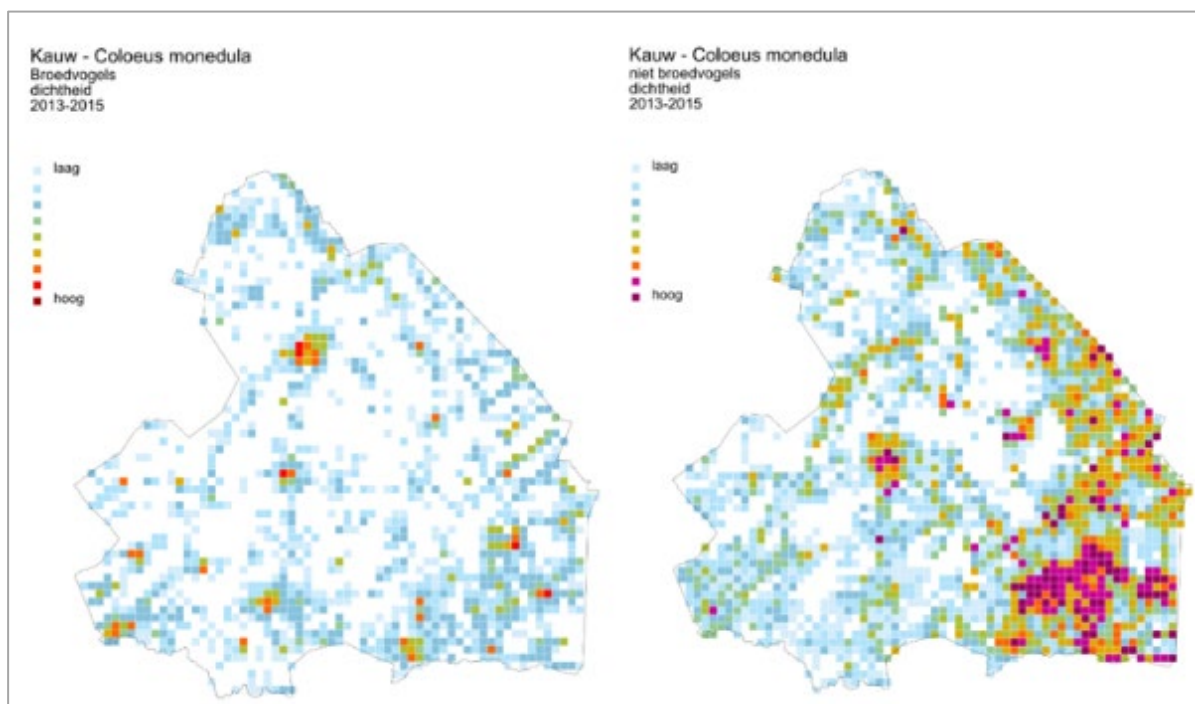 Kauw - Coloeus monedula
Broedvogels
dichtheid
2013-2015
laag
hoog
Kauw - Coloeus monedula
niet broedvogels
dichtheid
2013-2015
laag
hoog